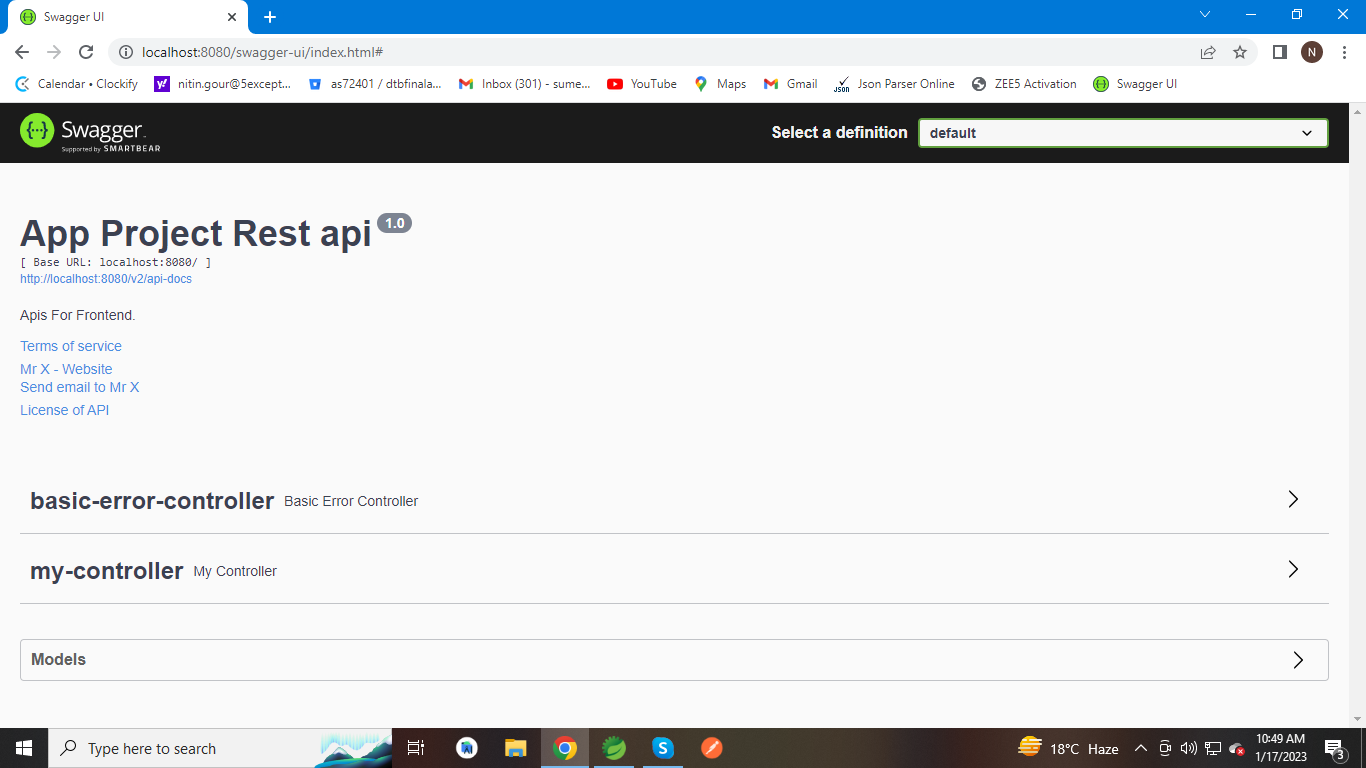 Swagger UI
localhost:8080/swagger-ui/index.html#
N
Calendar • Clockify
nitin.gour@5except...
as72401 / dtbfinala...
Inbox (301) - sume...
YouTube
Maps
Gmail
JSON
Json Parser Online
ZEE5 Activation
Swagger UI
Swagger
Supported by SMARTBEAR
Select a definition
default
App Project Rest api 1.0
[ Base URL: localhost:8080/ ]
http://localhost:8080/v2/api-docs
Apis For Frontend.
Terms of service
Mr X - Website
Send email to Mr X
License of API
basic-error-controller Basic Error Controller
my-controller My Controller
Models
Type here to search
18°C Haze
10:49 AM
1/17/2023
3